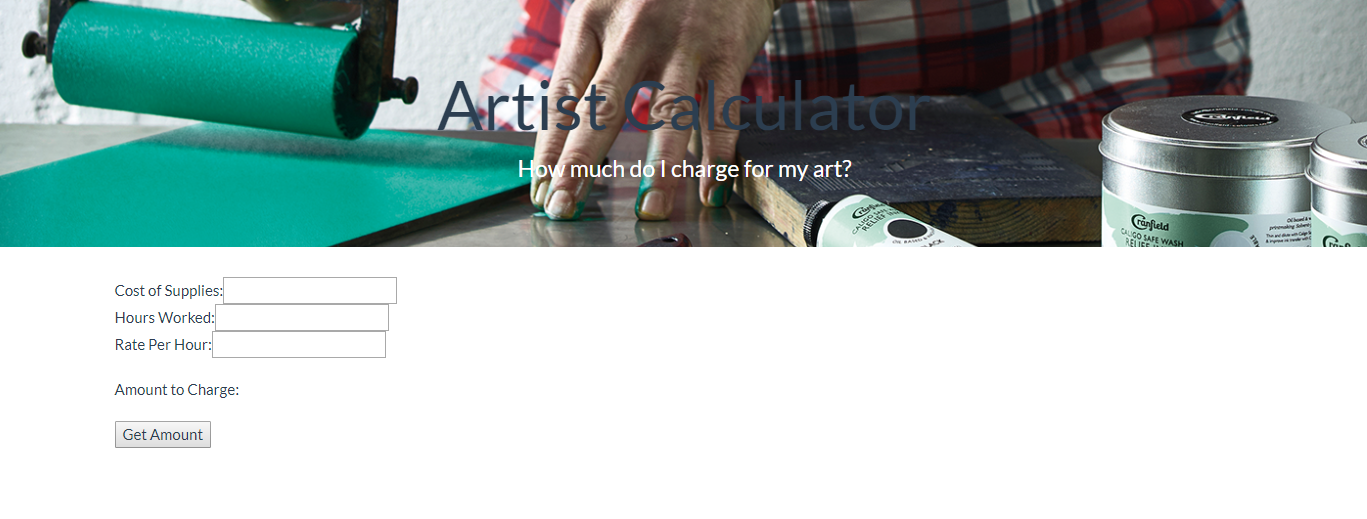 Artist Calculator
How much do I charge for my art?
Cranfield
CALIGO SAFE WASH
RELIEF INK
Cranfield
CALIGO SAFE WASH
RELIEF INK
Cost of Supplies:
Hours Worked:
Rate Per Hour:
Amount to Charge:
Get Amount